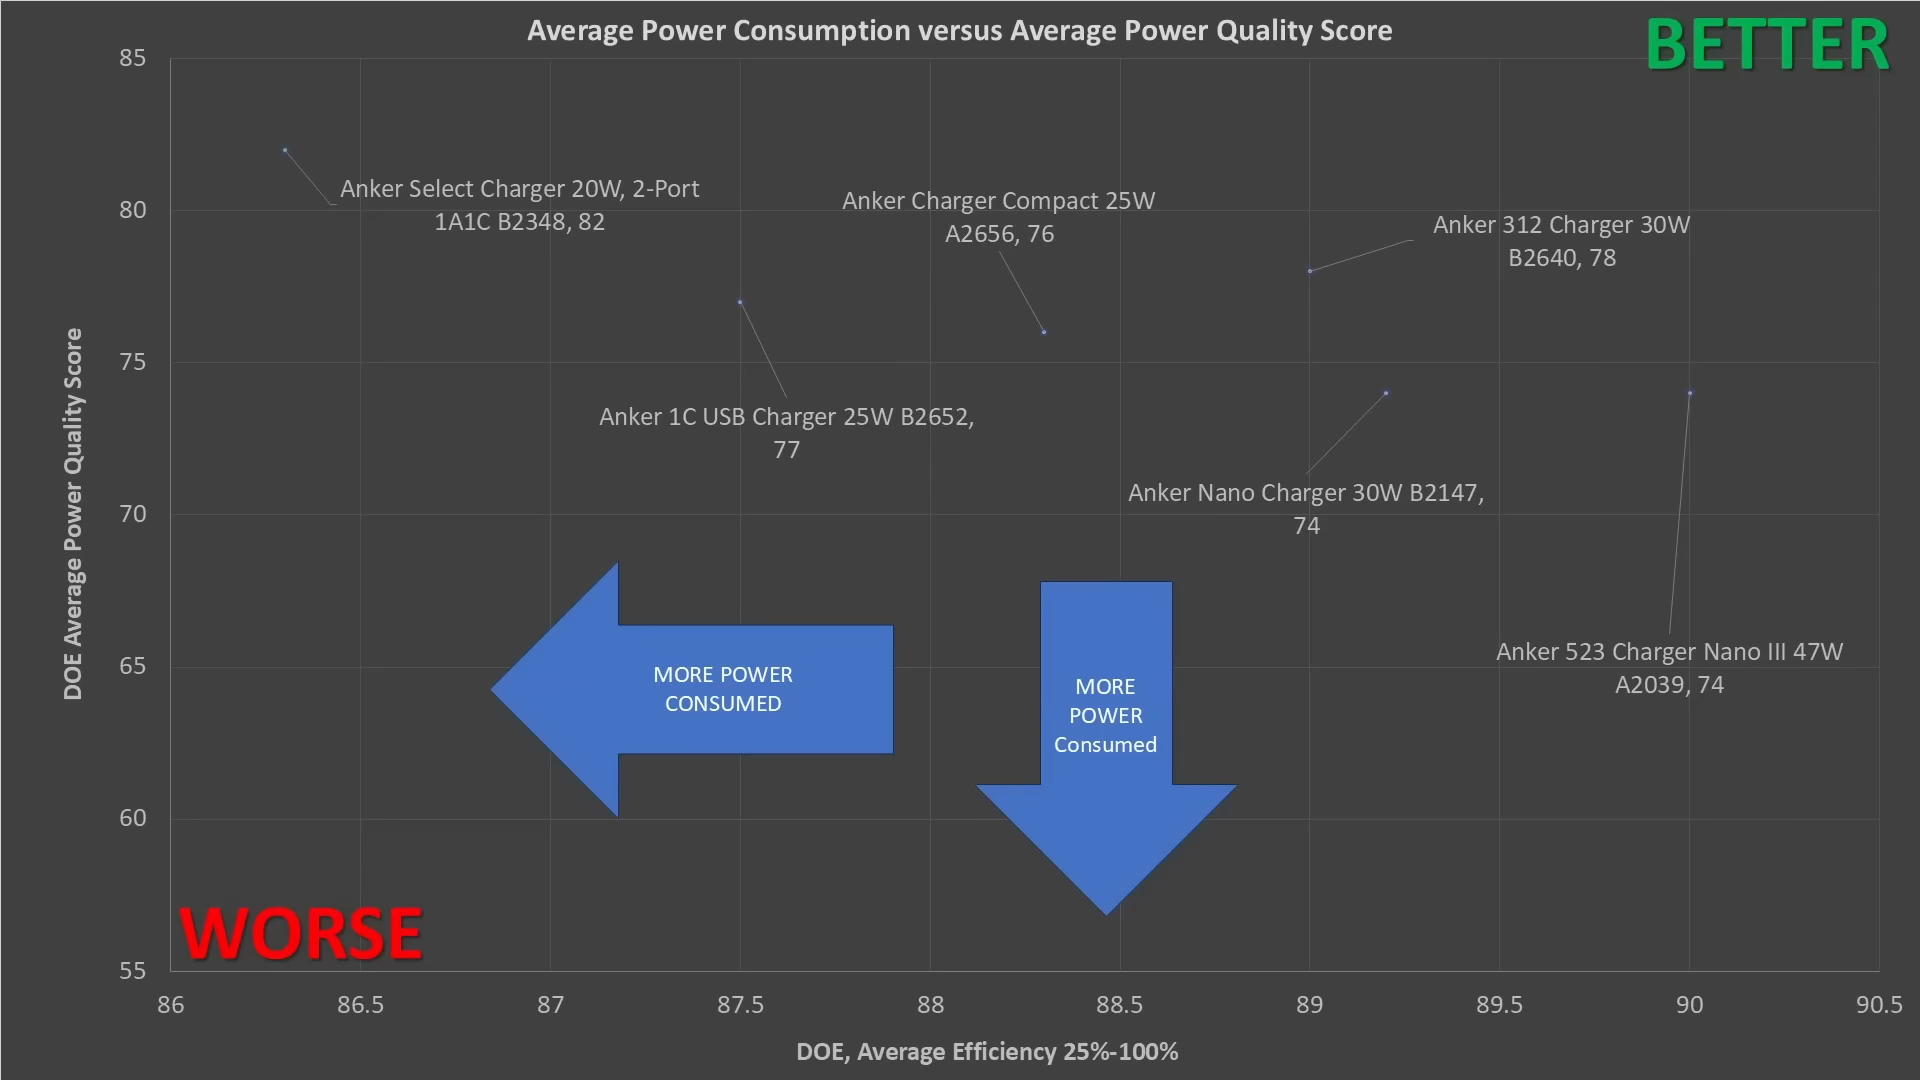 Average Power Consumption versus Average Power Quality Score
BETTER
85
80
75
70
65
60
55
DOE Average Power Quality Score
Anker Select Charger 20W, 2-Port
1A1C B2348, 82
Anker Charger Compact 25W
A2656, 76
Anker 312 Charger 30W
B2640, 78
Anker 1C USB Charger 25W B2652,
77
Anker Nano Charger 30W B2147,
74
Anker 523 Charger Nano III 47W
A2039, 74
MORE POWER
CONSUMED
MORE
POWER
Consumed
WORSE
86
86.5
87
87.5
88
88.5
89
89.5
90
90.5
DOE, Average Efficiency 25%-100%